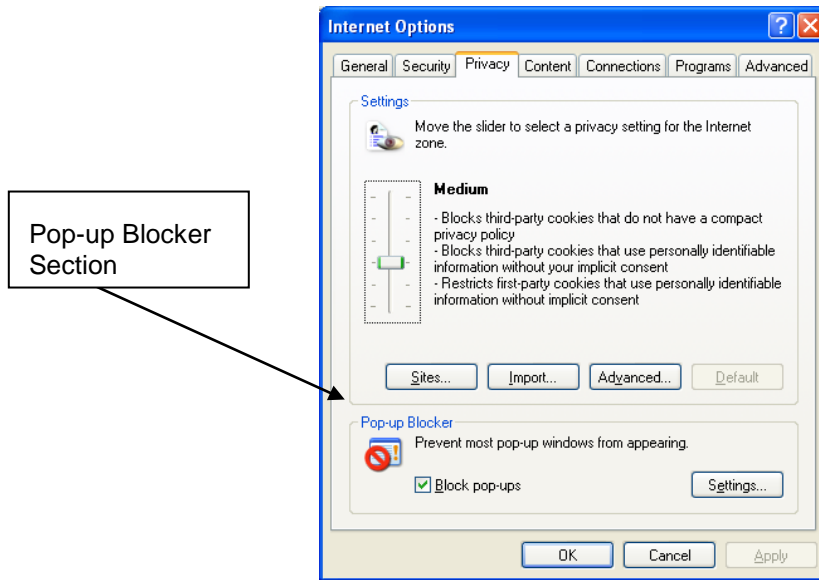 Internet Options
General Security Privacy Content Connections Programs Advanced
Settings
Move the slider to select a privacy setting for the Internet
zone.
Medium
- Blocks third-party cookies that do not have a compact
privacy policy
- Blocks third-party cookies that use personally identifiable
information without your implicit consent
- Restricts first-party cookies that use personally identifiable
information without implicit consent
Pop-up Blocker
Section
Sites... Import... Advanced... Default
Pop-up Blocker
Prevent most pop-up windows from appearing.
Block pop-ups Settings...
OK Cancel Apply